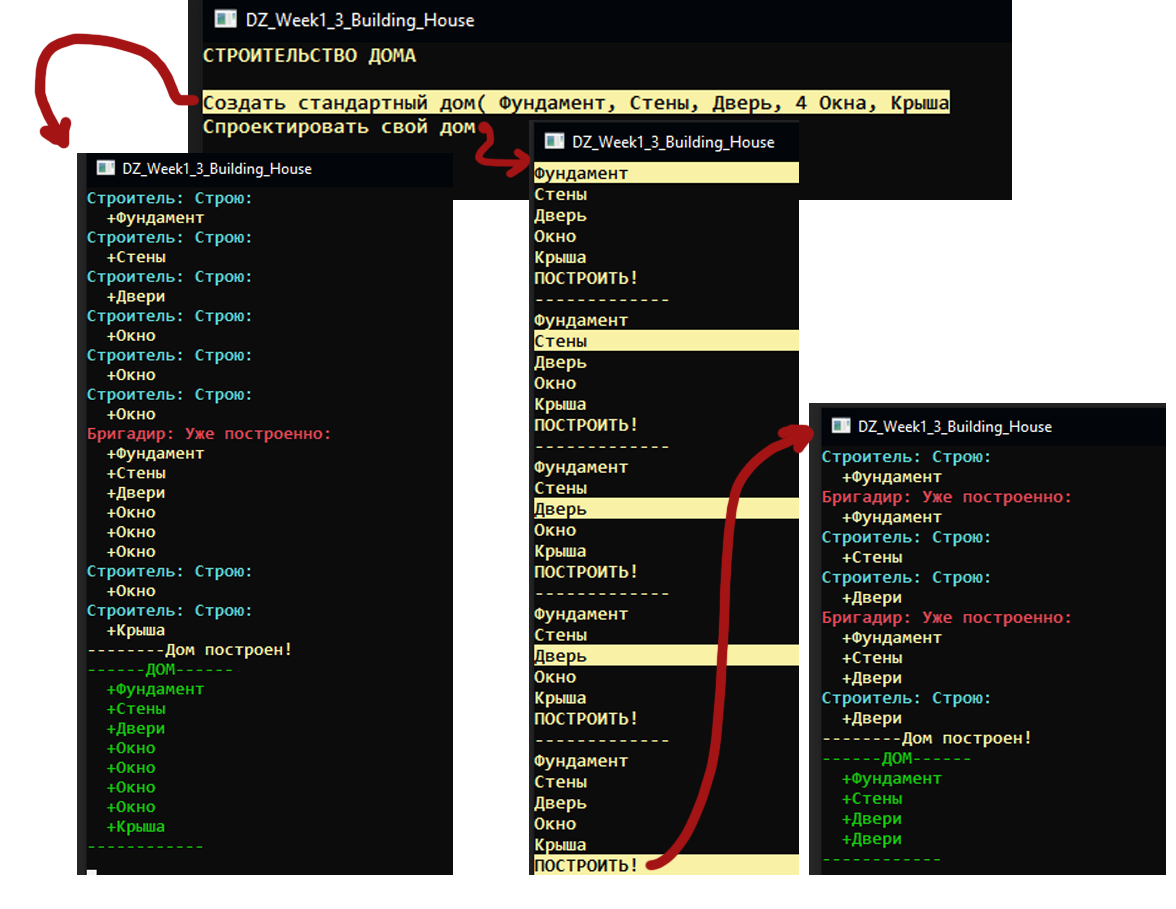 DZ_Week1_3_Building_House
СТРОИТЕЛЬСТВО ДОМА
Создать стандартный дом( Фундамент, Стены, Дверь, 4 Окна, Крыша
Спроектировать свой дом
DZ_Week1_3_Building_House
Строитель: Строю:
+Фундамент
Строитель: Строю:
+Стены
Строитель: Строю:
+Двери
Строитель: Строю:
+Окно
Строитель: Строю:
+Окно
Строитель: Строю:
+Окно
Бригадир: Уже построенно:
+Фундамент
+Стены
+Двери
+Окно
+Окно
+Окно
Строитель: Строю:
+Окно
Строитель: Строю:
+Крыша
--------Дом построен!
------ДОМ------
+Фундамент
+Стены
+Двери
+Окно
+Окно
+Окно
+Окно
+Крыша
------------
DZ_Week1_3_Building_House
Фундамент
Стены
Дверь
Окно
Крыша
ПОСТРОИТЬ!
-------------
Фундамент
Стены
Дверь
Окно
Крыша
ПОСТРОИТЬ!
-------------
Фундамент
Стены
Дверь
Окно
Крыша
ПОСТРОИТЬ!
-------------
Фундамент
Стены
Дверь
Окно
Крыша
ПОСТРОИТЬ!
-------------
Фундамент
Стены
Дверь
Окно
Крыша
ПОСТРОИТЬ!
DZ_Week1_3_Building_House
Строитель: Строю:
+Фундамент
Бригадир: Уже построенно:
+Фундамент
Строитель: Строю:
+Стены
Строитель: Строю:
+Двери
Бригадир: Уже построенно:
+Фундамент
+Стены
+Двери
Строитель: Строю:
+Двери
--------Дом построен!
------ДОМ------
+Фундамент
+Стены
+Двери
+Двери
------------